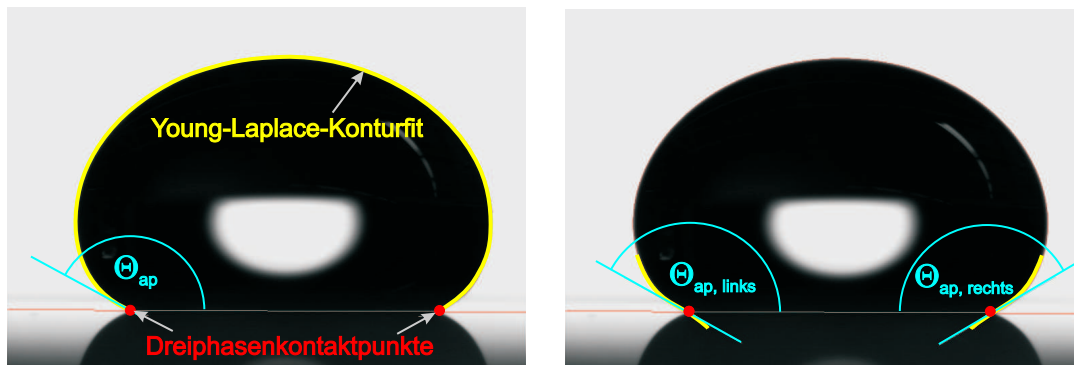 Young-Laplace-Konturfit
Θap
Dreiphasenkontaktpunkte
Θap, links
Θap, rechts